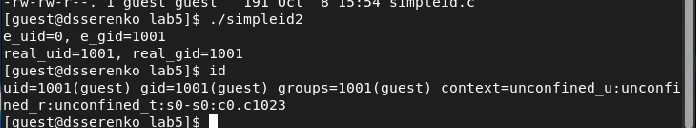 -rw-rw-r--. 1 guest guest   191 Oct  8 15:54 simpleid.c
[guest@dsserenko lab5]$ ./simpleid2
e_uid=0, e_gid=1001
real_uid=1001, real_gid=1001
[guest@dsserenko lab5]$ id
uid=1001(guest) gid=1001(guest) groups=1001(guest) context=unconfined_u:unconfi
ned_r:unconfined_t:s0-s0:c0.c1023
[guest@dsserenko lab5]$